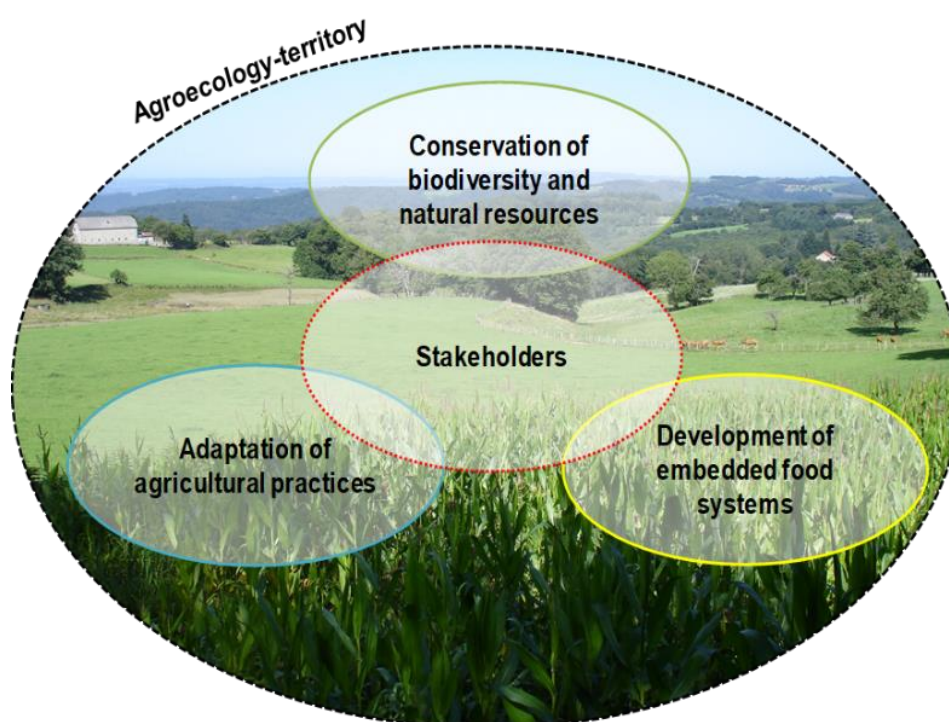 Agroecology-territory
Conservation of
biodiversity and
natural resources
Stakeholders
Adaptation of
agricultural practices
Development of
embedded food
systems